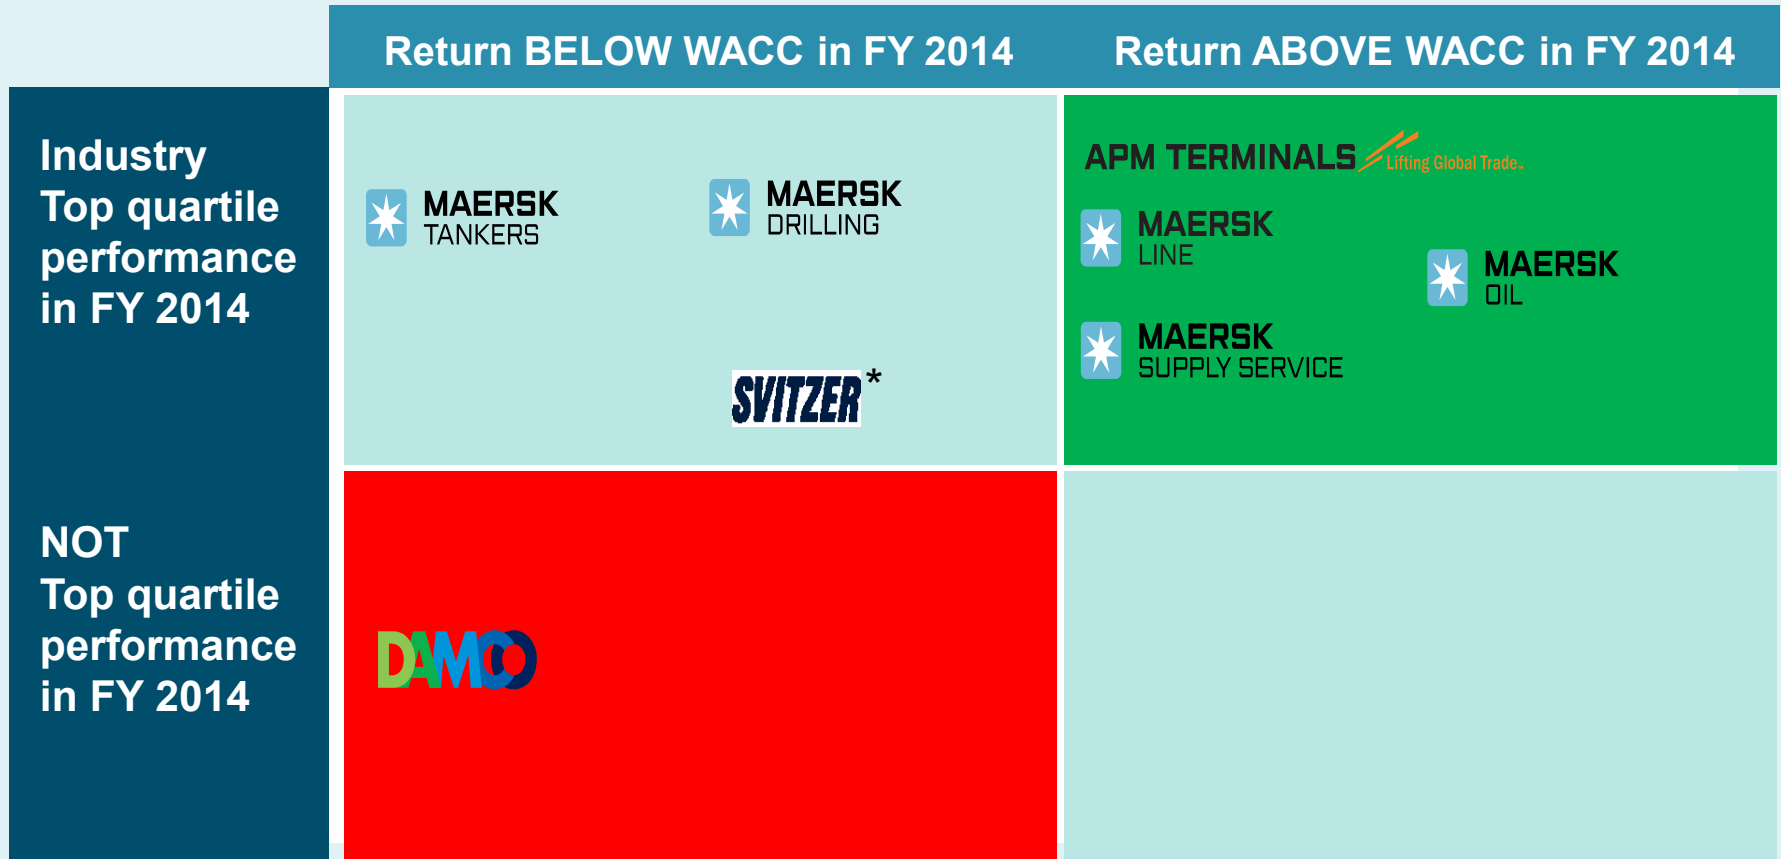 Return BELOW WACC in FY 2014
Return ABOVE WACC in FY 2014
Industry
Top quartile
performance
in FY 2014
MAERSK
TANKERS
MAERSK
DRILLING
SVITZER*
APM TERMINALS
Lifting Global Trade.
MAERSK
LINE
MAERSK
OIL
MAERSK
SUPPLY SERVICE
NOT
Top quartile
performance
in FY 2014
DAMCO